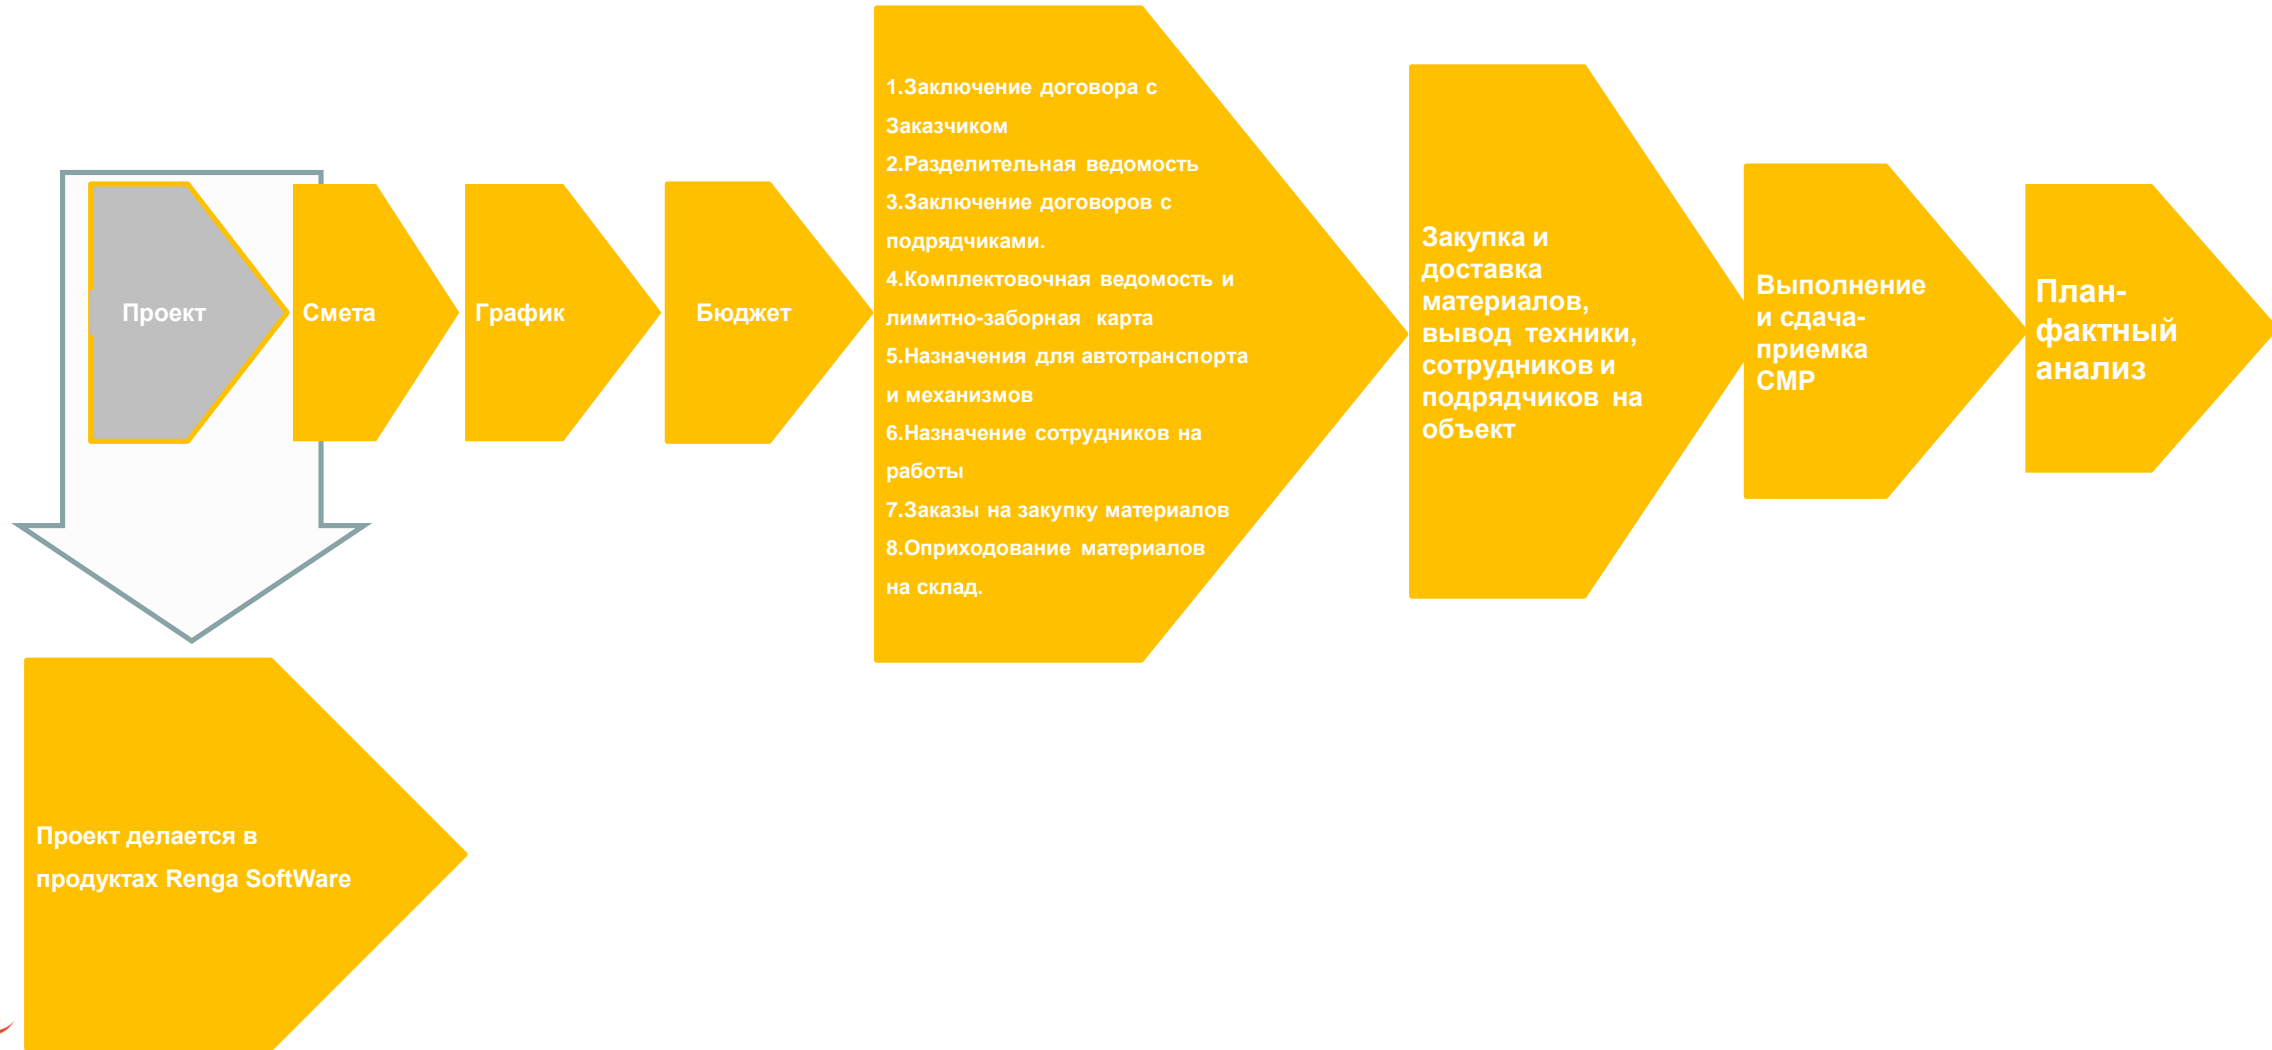 Проект
Смета
График
Бюджет
1.Заключение договора с
Заказчиком
2.Разделительная ведомость
3.Заключение договоров с
подрядчиками.
4.Комплектовочная ведомость и
лимитно-заборная карта
5.Назначения для автотранспорта
и механизмов
6.Назначение сотрудников на
работы
7.Заказы на закупку материалов
8.Оприходование материалов
на склад.
Закупка и
доставка
материалов,
вывод техники,
сотрудников и
подрядчиков на
объект
Выполнение
и сдача-
приемка
СМР
План-
фактный
анализ
Проект делается в
продуктах Renga SoftWare